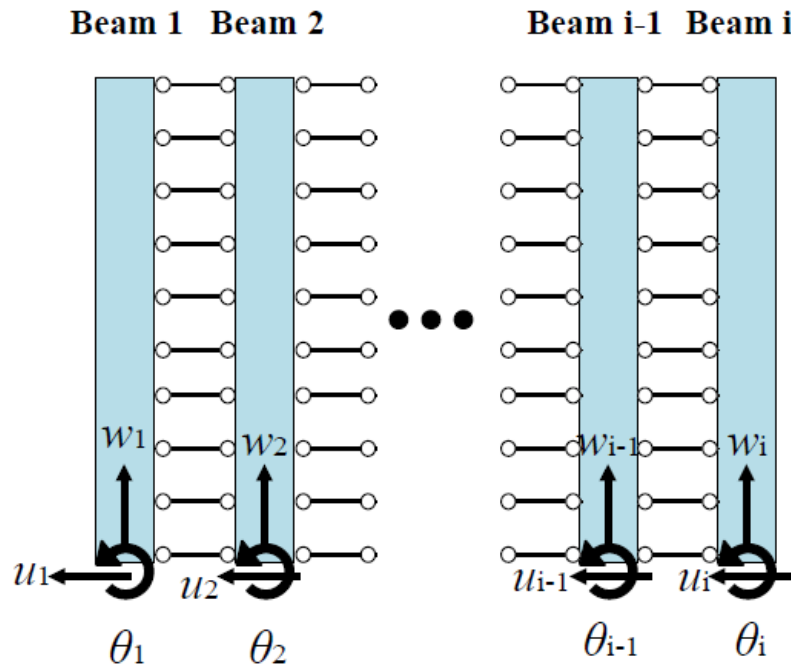 Beam 1 Beam 2 Beam i-1 Beam i
w1 w2 wi-1 wi
u1 u2 ui-1 ui
θ1 θ2 θi-1 θi